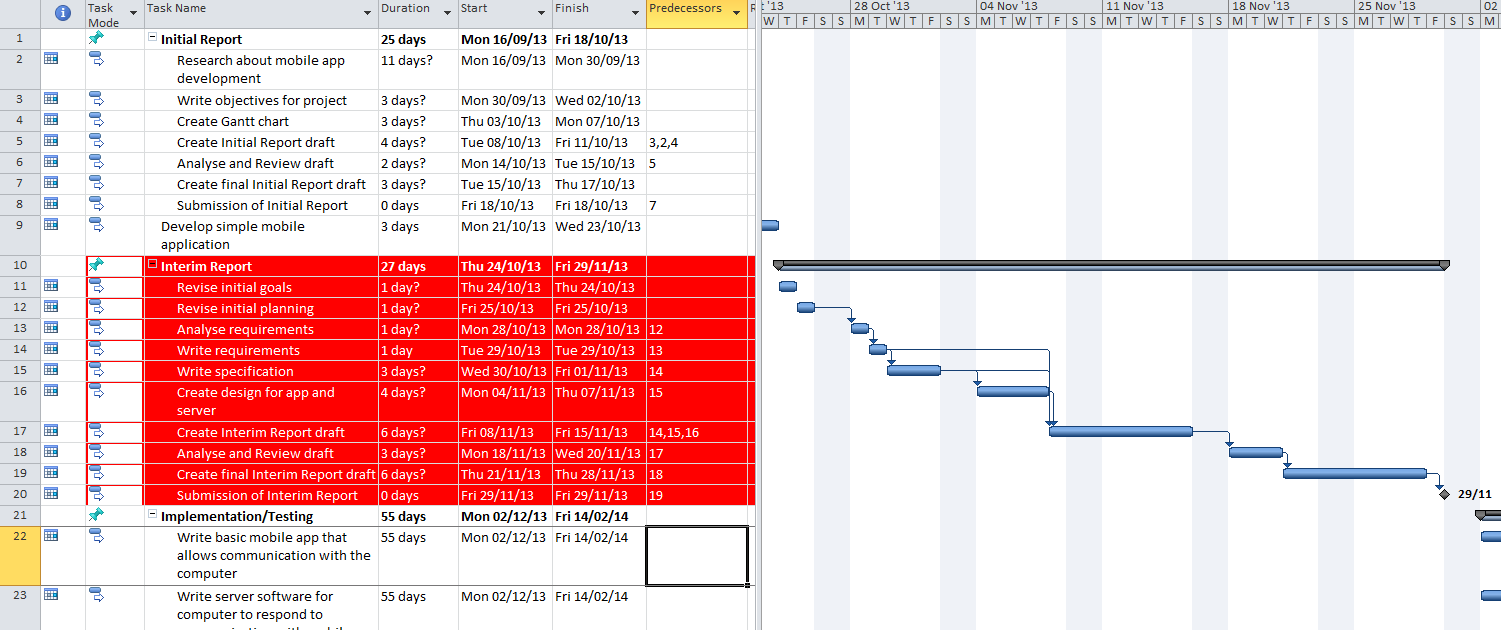 Task Mode Task Name Duration Start Finish Predecessors R
'13 28 Oct '13 04 Nov '13 11 Nov '13 18 Nov '13 25 Nov '13 02
W T F S S M T W T F S S M T W T F S S M T W T F S S M T W T F S S M T W T F S S M
1 Initial Report 25 days Mon 16/09/13 Fri 18/10/13
2 Research about mobile app development 11 days? Mon 16/09/13 Mon 30/09/13
3 Write objectives for project 3 days? Mon 30/09/13 Wed 02/10/13
4 Create Gantt chart 3 days? Thu 03/10/13 Mon 07/10/13
5 Create Initial Report draft 4 days? Tue 08/10/13 Fri 11/10/13 3,2,4
6 Analyse and Review draft 2 days? Mon 14/10/13 Tue 15/10/13 5
7 Create final Initial Report draft 3 days? Tue 15/10/13 Thu 17/10/13
8 Submission of Initial Report 0 days Fri 18/10/13 Fri 18/10/13 7
9 Develop simple mobile application 3 days Mon 21/10/13 Wed 23/10/13
10 Interim Report 27 days Thu 24/10/13 Fri 29/11/13
11 Revise initial goals 1 day? Thu 24/10/13 Thu 24/10/13
12 Revise initial planning 1 day? Fri 25/10/13 Fri 25/10/13
13 Analyse requirements 1 day? Mon 28/10/13 Mon 28/10/13 12
14 Write requirements 1 day Tue 29/10/13 Tue 29/10/13 13
15 Write specification 3 days? Wed 30/10/13 Fri 01/11/13 14
16 Create design for app and server 4 days? Mon 04/11/13 Thu 07/11/13 15
17 Create Interim Report draft 6 days? Fri 08/11/13 Fri 15/11/13 14,15,16
18 Analyse and Review draft 3 days? Mon 18/11/13 Wed 20/11/13 17
19 Create final Interim Report draft 6 days? Thu 21/11/13 Thu 28/11/13 18
20 Submission of Interim Report 0 days Fri 29/11/13 Fri 29/11/13 19 29/11
21 Implementation/Testing 55 days Mon 02/12/13 Fri 14/02/14
22 Write basic mobile app that allows communication with the computer 55 days Mon 02/12/13 Fri 14/02/14
23 Write server software for computer to respond to 55 days Mon 02/12/13 Fri 14/02/14